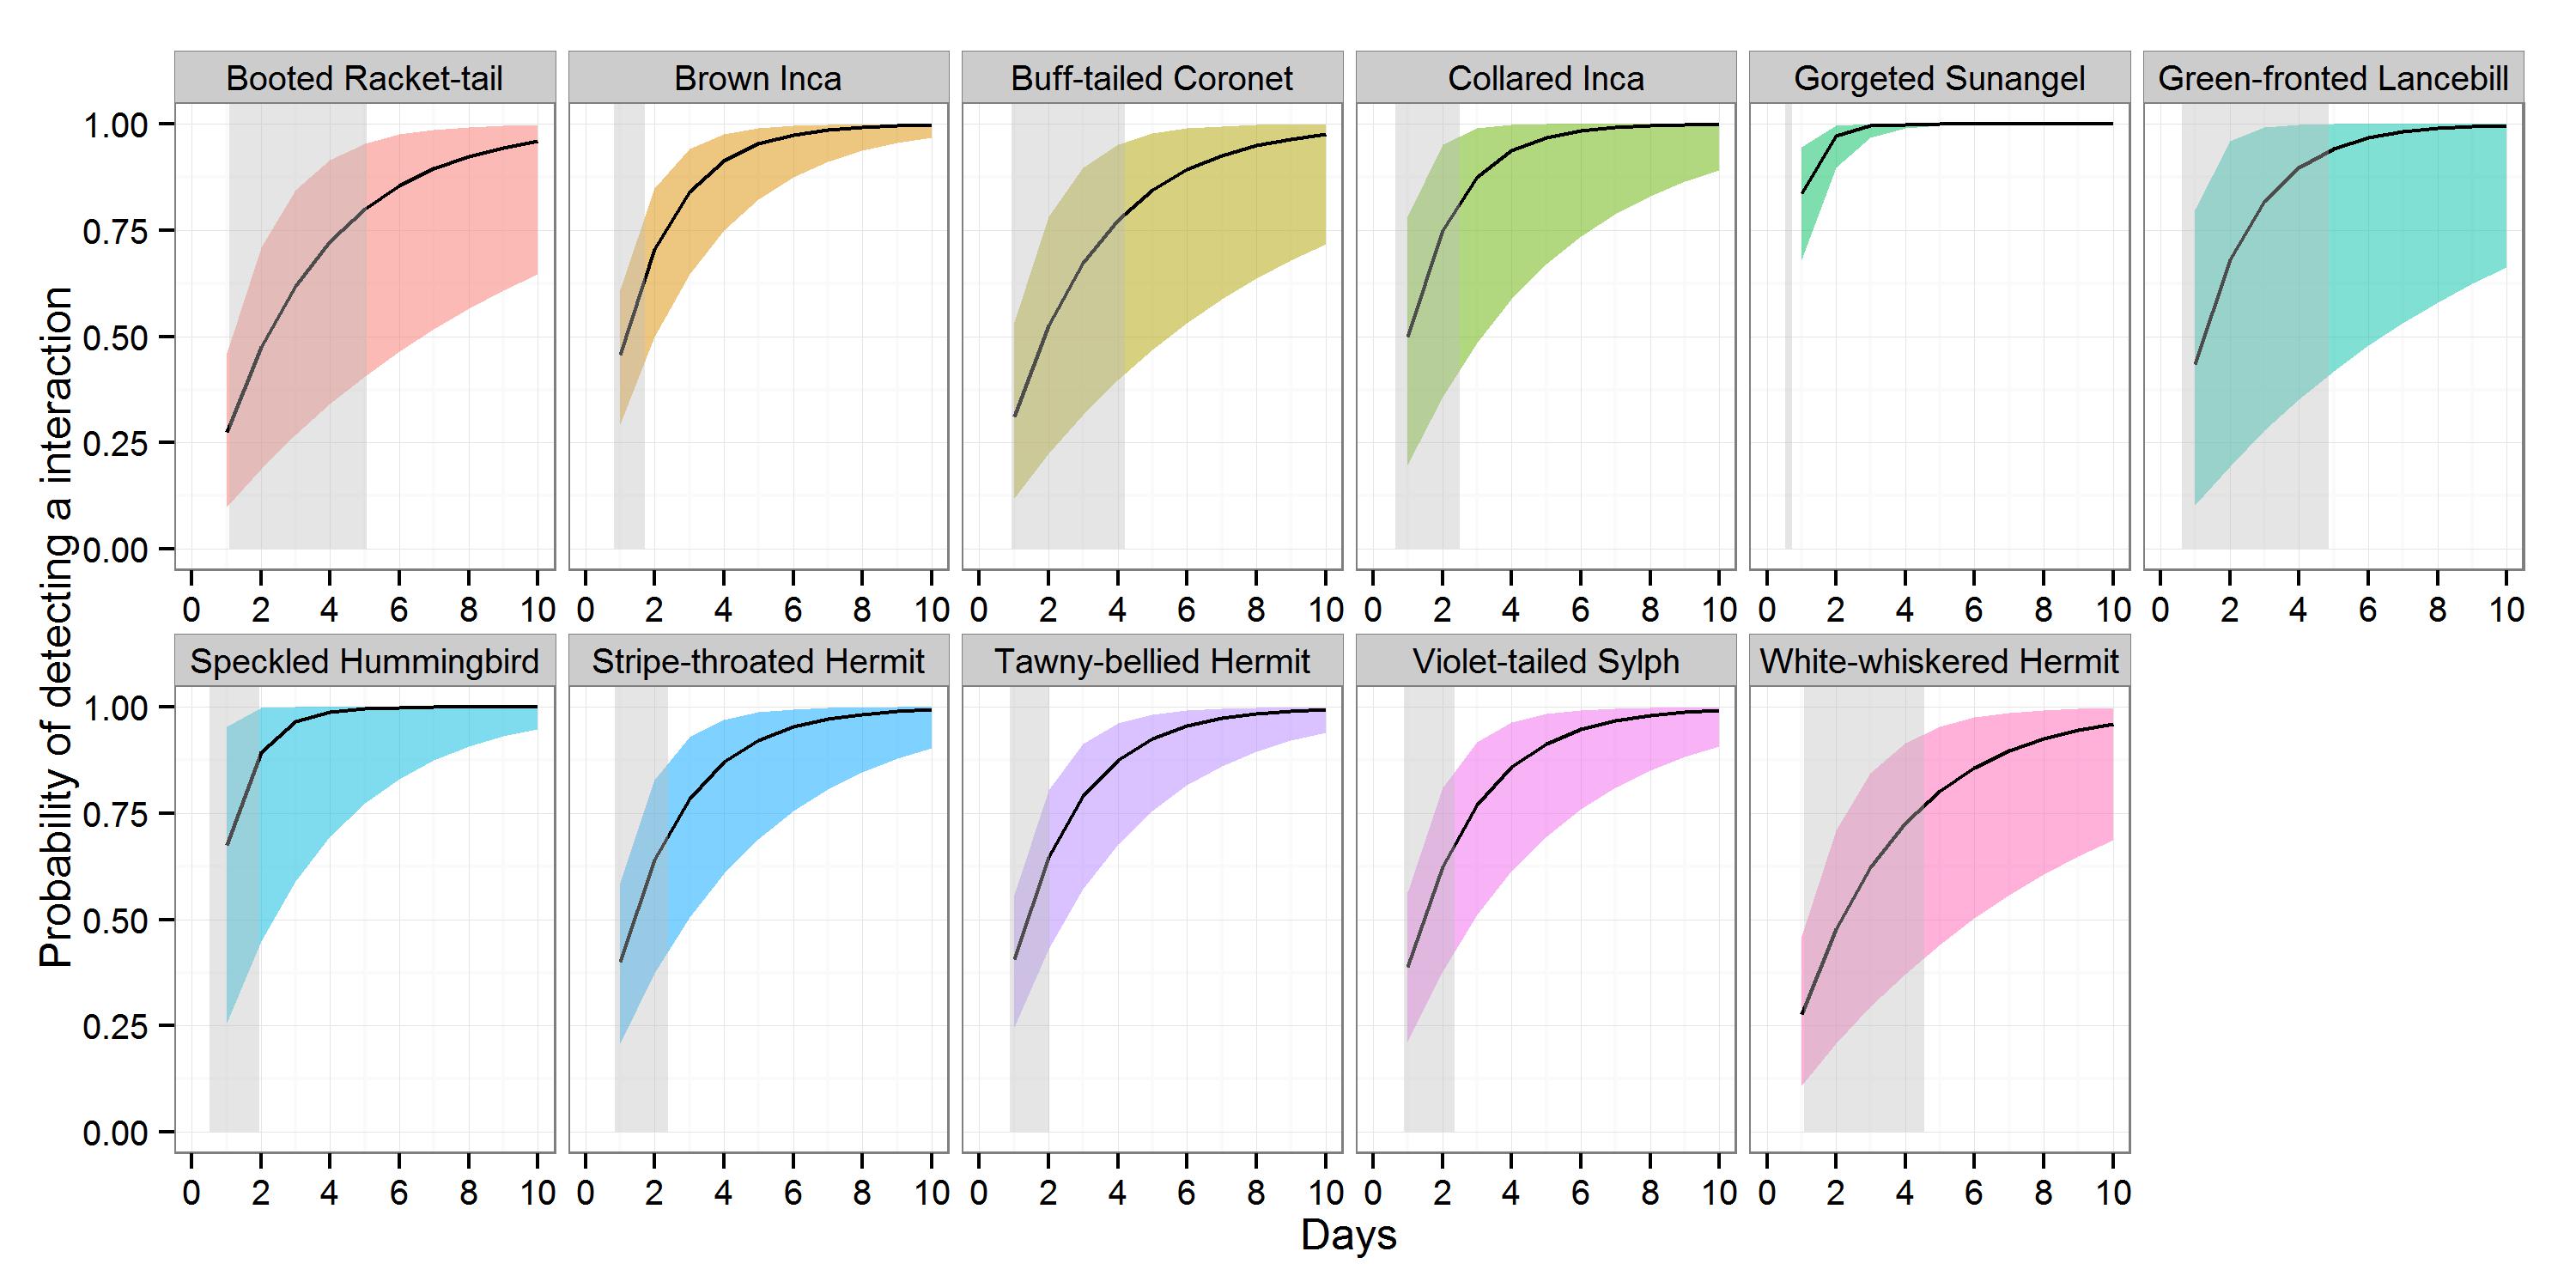 Booted Racket-tail Brown Inca Buff-tailed Coronet Collared Inca Gorgeted Sunangel Green-fronted Lancebill
1.00
0.75
0.50
0.25
0.00
0 2 4 6 8 10 0 2 4 6 8 10 0 2 4 6 8 10 0 2 4 6 8 10 0 2 4 6 8 10 0 2 4 6 8 10
Probability of detecting a interaction
Speckled Hummingbird Stripe-throated Hermit Tawny-bellied Hermit Violet-tailed Sylph White-whiskered Hermit
1.00
0.75
0.50
0.25
0.00
0 2 4 6 8 10 0 2 4 6 8 10 0 2 4 6 8 10 0 2 4 6 8 10 0 2 4 6 8 10
Days